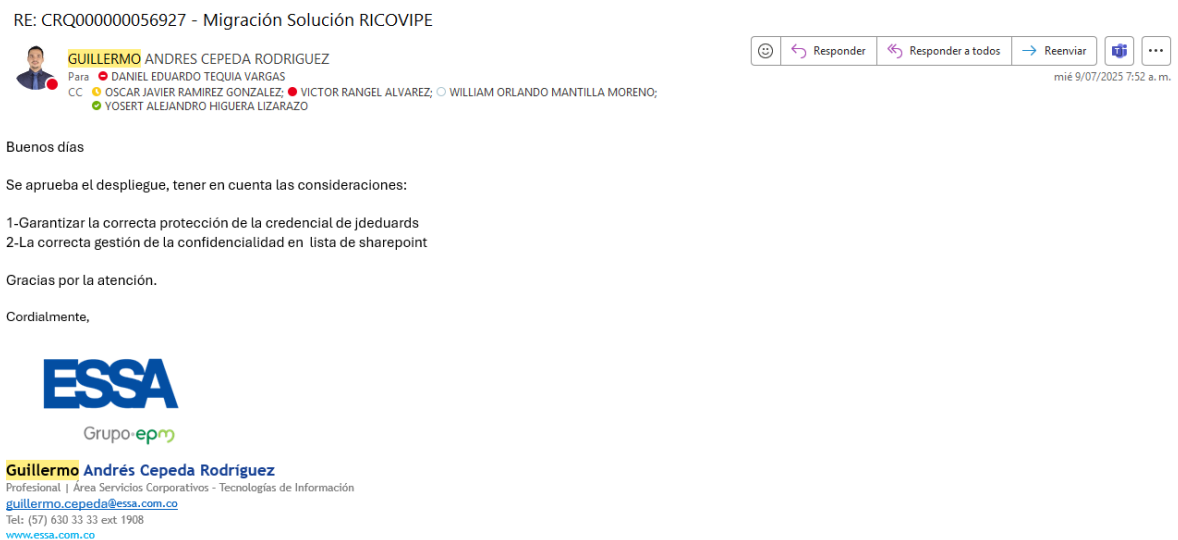 RE: CRQ000000056927 - Migración Solución RICOVIPE
GUILLERMO ANDRES CEPEDA RODRIGUEZ
Responder
Responder a todos
Reenviar
Para DANIEL EDUARDO TEQUIA VARGAS
mié 9/07/2025 7:52 a. m.
CC OSCAR JAVIER RAMIREZ GONZALEZ; VICTOR RANGEL ALVAREZ; WILLIAM ORLANDO MANTILLA MORENO;
YOSERT ALEJANDRO HIGUERA LIZARAZO
Buenos días
Se aprueba el despliegue, tener en cuenta las consideraciones:
1-Garantizar la correcta protección de la credencial de jdeduards
2-La correcta gestión de la confidencialidad en  lista de sharepoint
Gracias por la atención.
Cordialmente,
ESSA
Grupo·epm
Guillermo Andrés Cepeda Rodríguez
Profesional | Área Servicios Corporativos - Tecnologías de Información
guillermo.cepeda@essa.com.co
Tel: (57) 630 33 33 ext 1908
www.essa.com.co